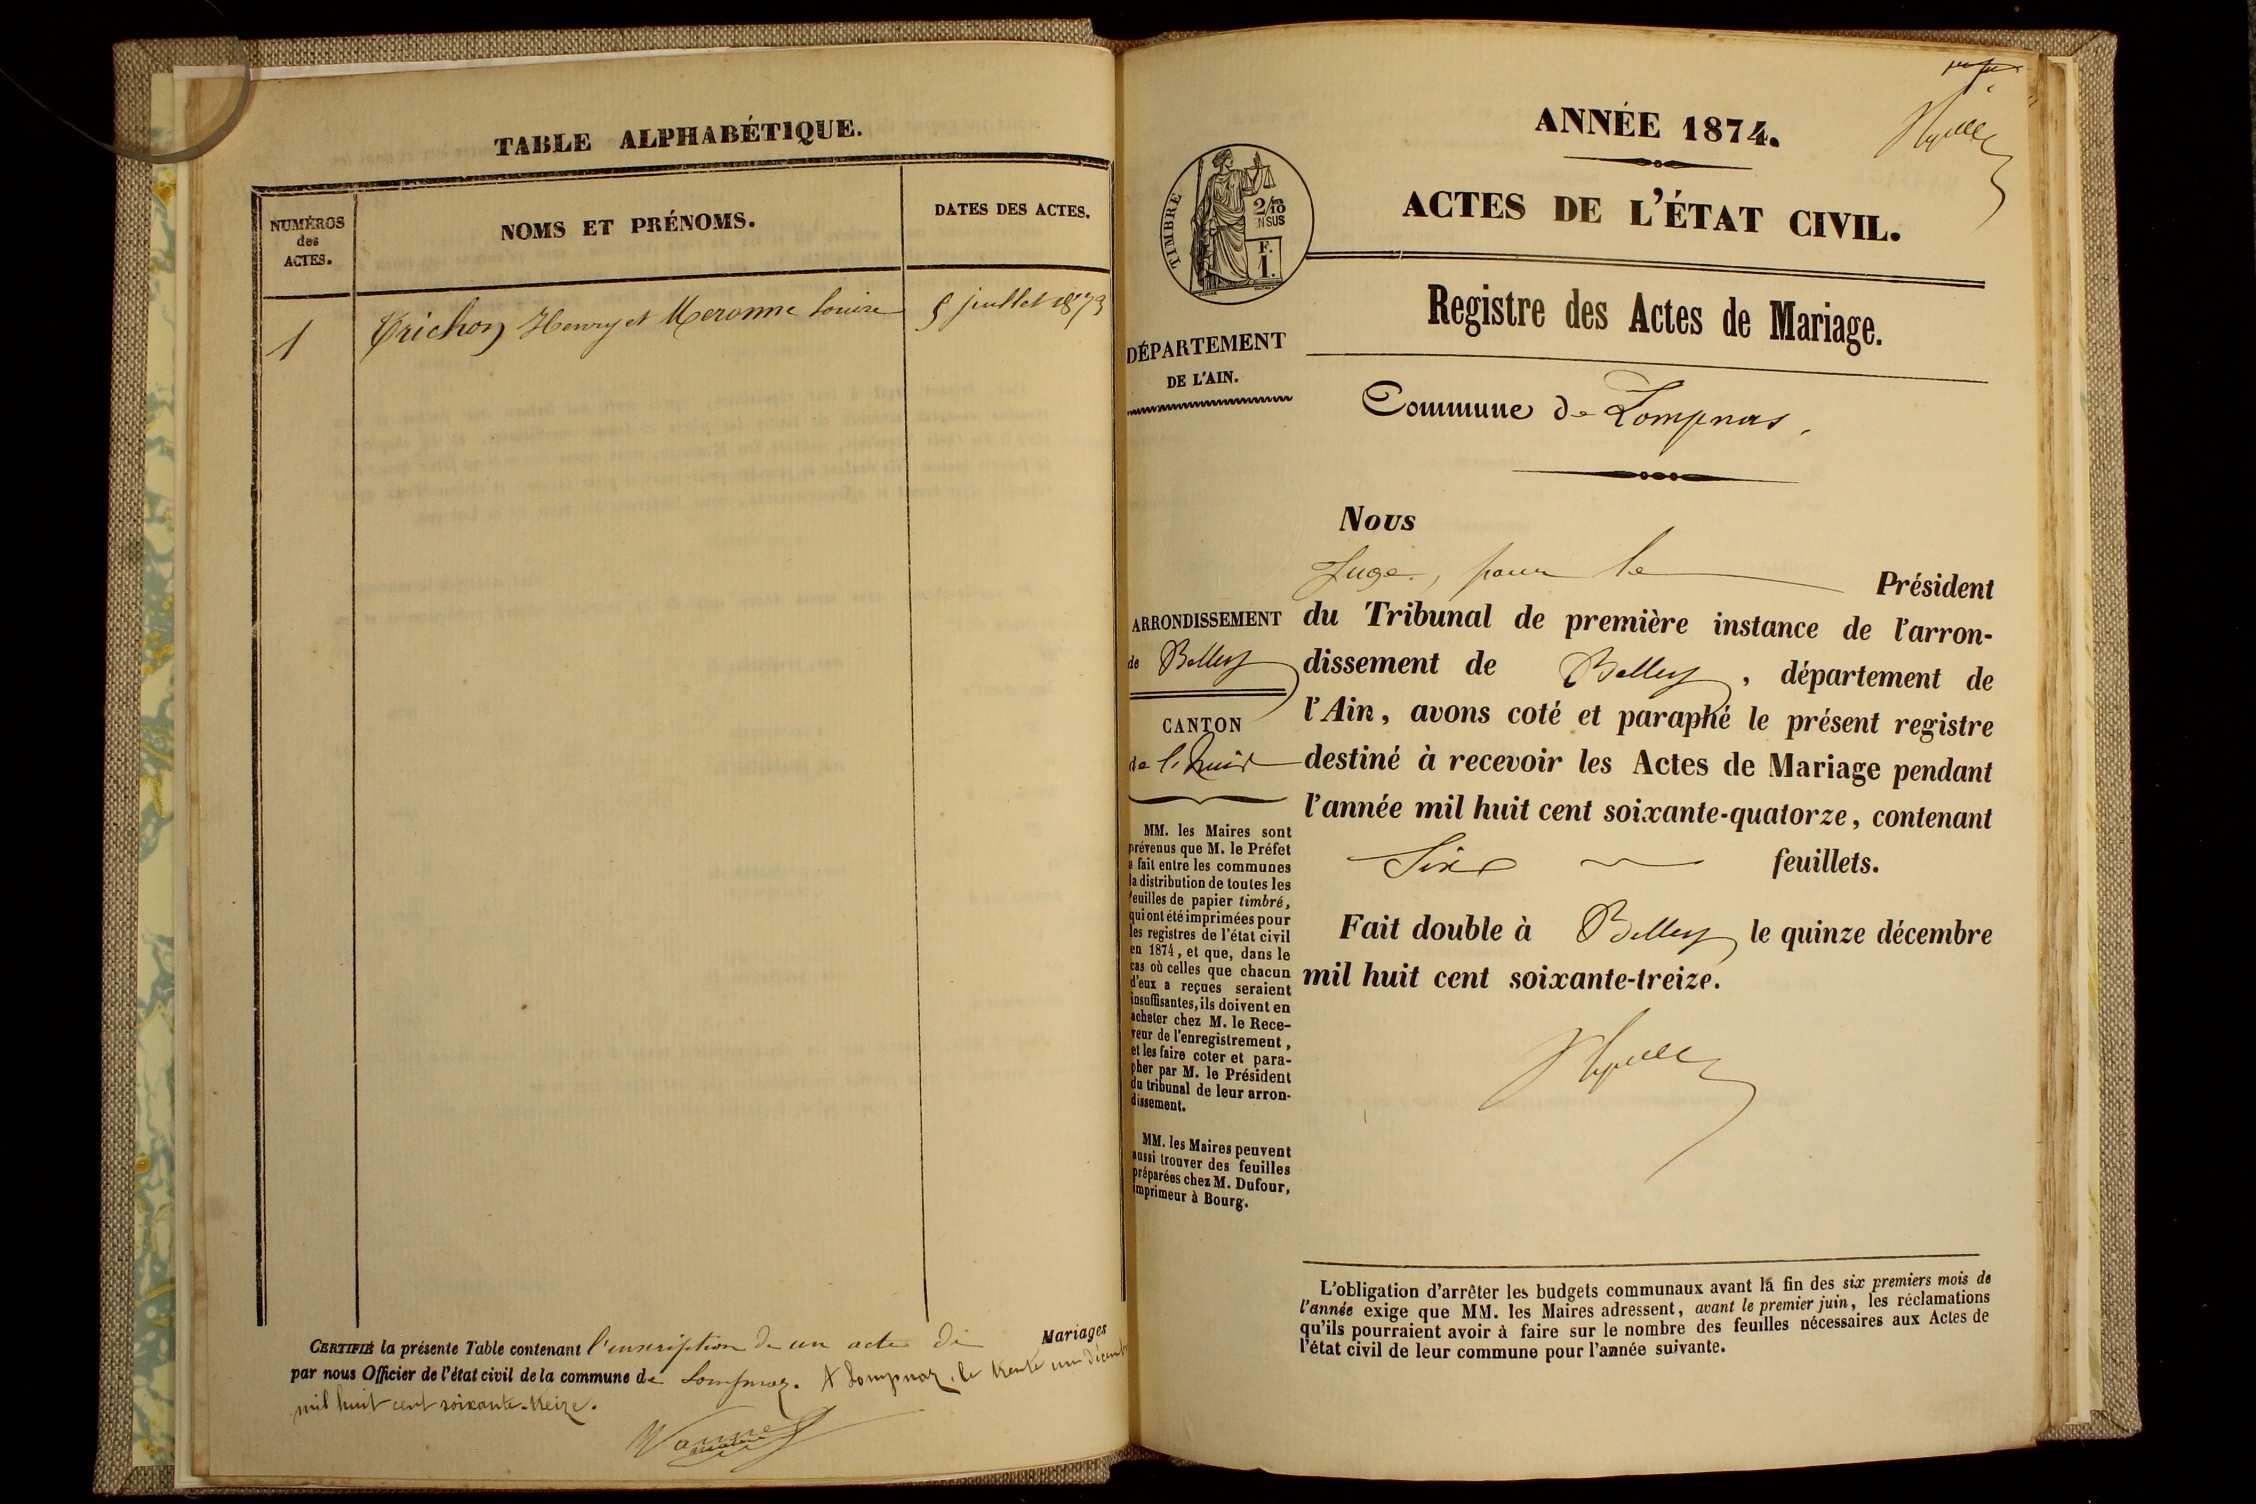 TABLE ALPHABÉTIQUE.
NUMÉROS
des
ACTES.
NOMS ET PRÉNOMS.
DATES DES ACTES.
1
Trichon Henry et Meronne Louise
5 juillet 1873
CERTIFIÉ la présente Table contenant l'inscription de un acte de Mariages
par nous Officier de l'état civil de la commune de Lompnaz. A Lompnaz, le trente un décembre
mil huit cent soixante-treize.
ANNÉE 1874.
ACTES DE L'ÉTAT CIVIL.
TIMBRE
2/10
EN SUS
F.
1.
Registre des Actes de Mariage.
DÉPARTEMENT
DE L'AIN.
Commune de Lompnas.
Nous
Juge, pour le Président
du Tribunal de première instance de l'arron-
dissement de Belley, département de
l'Ain, avons coté et paraphé le présent registre
destiné à recevoir les Actes de Mariage pendant
l'année mil huit cent soixante-quatorze, contenant
Six feuillets.
Fait double à Belley le quinze décembre
mil huit cent soixante-treize.
ARRONDISSEMENT
de Belley
CANTON
de l'huis
MM. les Maires sont
prévenus que M. le Préfet
a fait entre les communes
la distribution de toutes les
feuilles de papier timbré,
qui ont été imprimées pour
les registres de l'état civil
en 1874, et que, dans le
cas où celles que chacun
d'eux a reçues seraient
insuffisantes, ils doivent en
acheter chez M. le Rece-
veur de l'enregistrement,
et les faire coter et para-
pher par M. le Président
du tribunal de leur arron-
dissement.
MM. les Maires peuvent
aussi trouver des feuilles
préparées chez M. Dufour,
imprimeur à Bourg.
L'obligation d'arrêter les budgets communaux avant la fin des six premiers mois de
l'année exige que MM. les Maires adressent, avant le premier juin, les réclamations
qu'ils pourraient avoir à faire sur le nombre des feuilles nécessaires aux Actes de
l'état civil de leur commune pour l'année suivante.